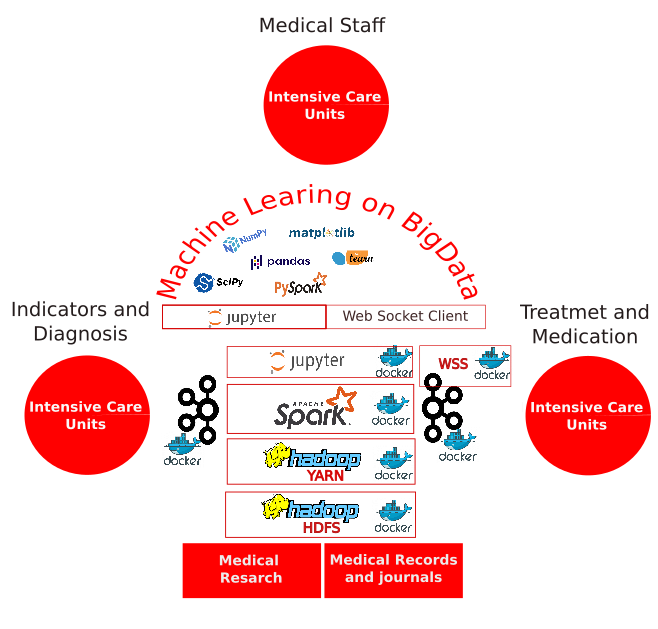 Medical Staff
Intensive Care
Units
Machine Learing on BigData
NumPy
matplotlib
pandas
learn
SciPy
PySpark
Indicators and
Diagnosis
jupyter
Web Socket Client
Treatmet and
Medication
jupyter
docker
WSS
docker
Intensive Care
Units
APACHE
Spark
docker
Intensive Care
Units
docker
docker
hadoop
YARN
docker
hadoop
HDFS
docker
Medical
Resarch
Medical Records
and journals